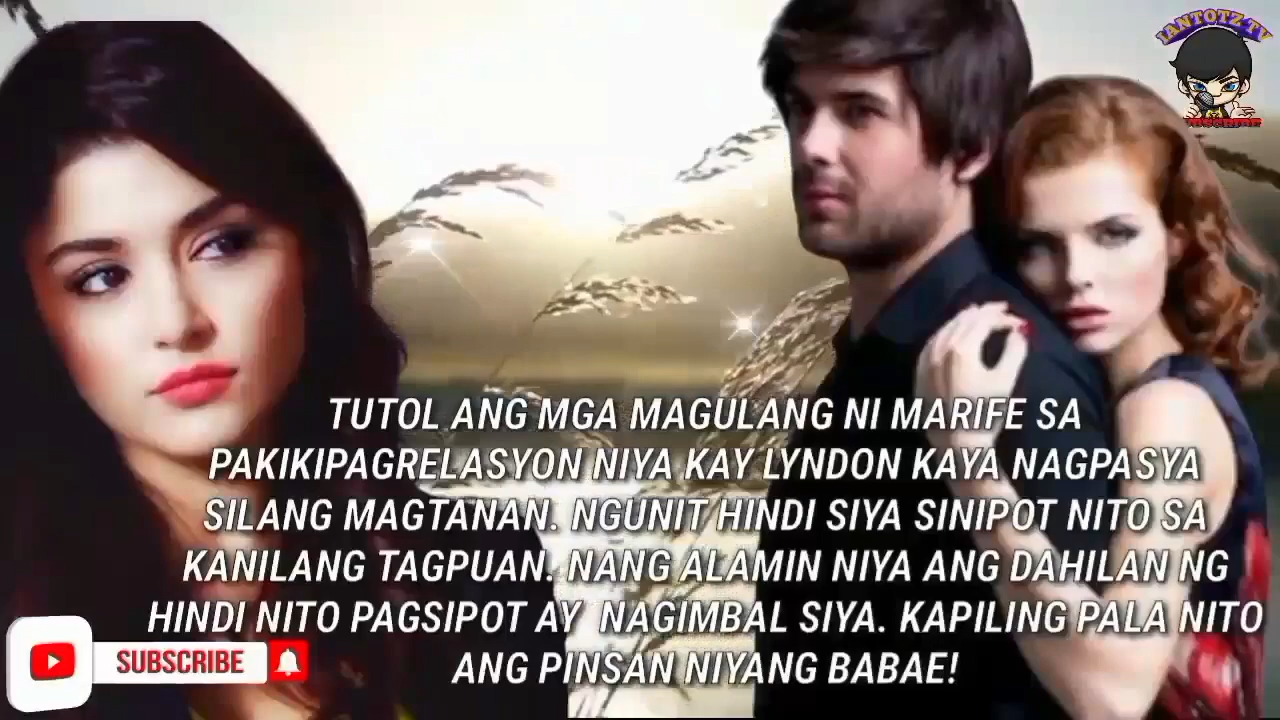 IANTOTZ TV
TUTOL ANG MGA MAGULANG NI MARIFE SA
PAKIKIPAGRELASYON NIYA KAY LYNDON KAYA NAGPASYA
SILANG MAGTANAN. NGUNIT HINDI SIYA SINIPOT NITO SA
KANILANG TAGPUAN. NANG ALAMIN NIYA ANG DAHILAN NG
HINDI NITO PAGSIPOT AY NAGIMBAL SIYA. KAPILING PALA NITO
ANG PINSAN NIYANG BABAE!
SUBSCRIBE